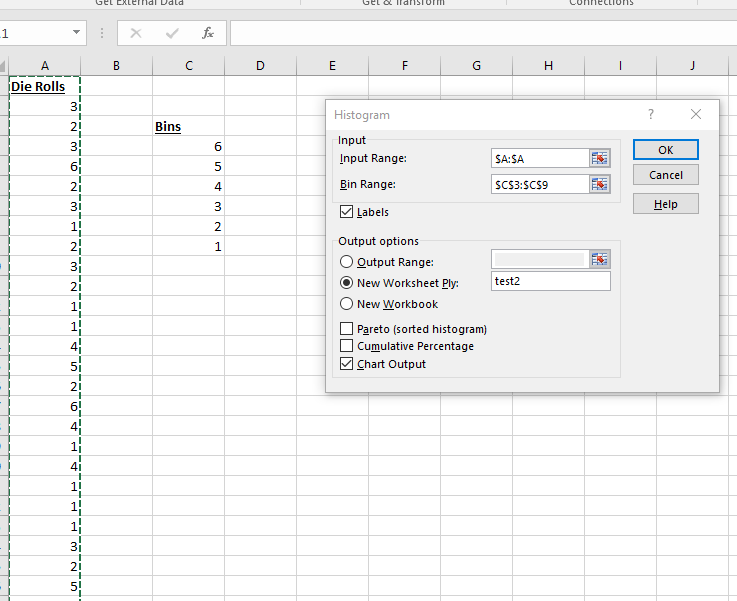 Get External Data Get & Transform Connections
fx
A B C D E F G H I J
Die Rolls
3
2 Bins
3 6
6 5
2 4
3 3
1 2
2 1
3
2
1
1
4
5
2
6
4
1
4
1
1
1
3
2
5
Histogram ?
Input
Input Range: $A:$A
Bin Range: $C$3:$C$9
Labels
OK
Cancel
Help
Output options
Output Range:
New Worksheet Ply: test2
New Workbook
Pareto (sorted histogram)
Cumulative Percentage
Chart Output